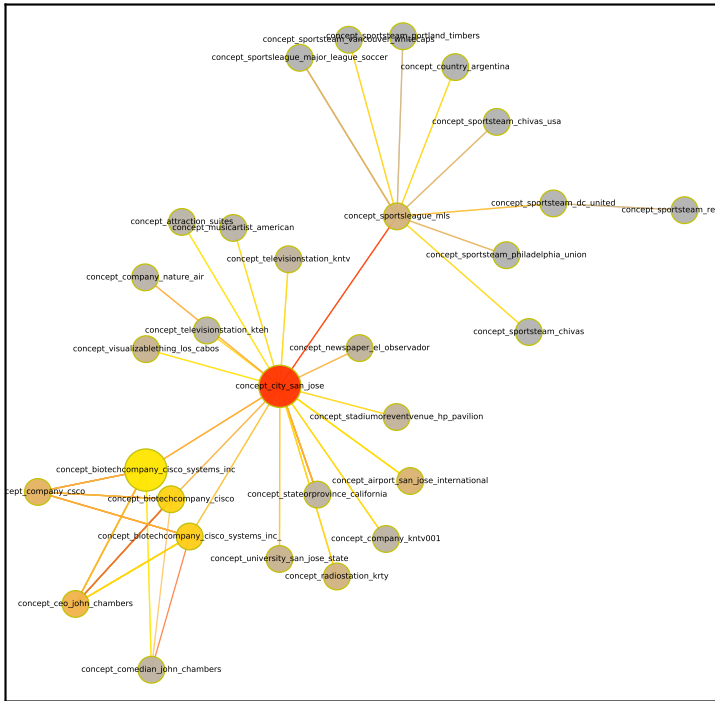 concept_sportsteam_portland_timbers
concept_sportsteam_vancouver_whitecaps
concept_sportsleague_major_league_soccer
concept_country_argentina
concept_sportsteam_chivas_usa
concept_sportsteam_dc_united
concept_sportsteam_re
concept_sportsleague_mls
concept_attraction_suites
concept_musicartist_american
concept_sportsteam_philadelphia_union
concept_televisionstation_kntv
concept_company_nature_air
concept_televisionstation_kteh
concept_sportsteam_chivas
concept_newspaper_el_observador
concept_visualizablething_los_cabos
concept_city_san_jose
concept_stadiumoreventvenue_hp_pavilion
concept_biotechcompany_cisco_systems_inc
concept_airport_san_jose_international
cept_company_csco
concept_stateorprovince_california
concept_biotechcompany_cisco
concept_biotechcompany_cisco_systems_inc_
concept_company_kntv001
concept_university_san_jose_state
concept_radiostation_krty
concept_ceo_john_chambers
concept_comedian_john_chambers